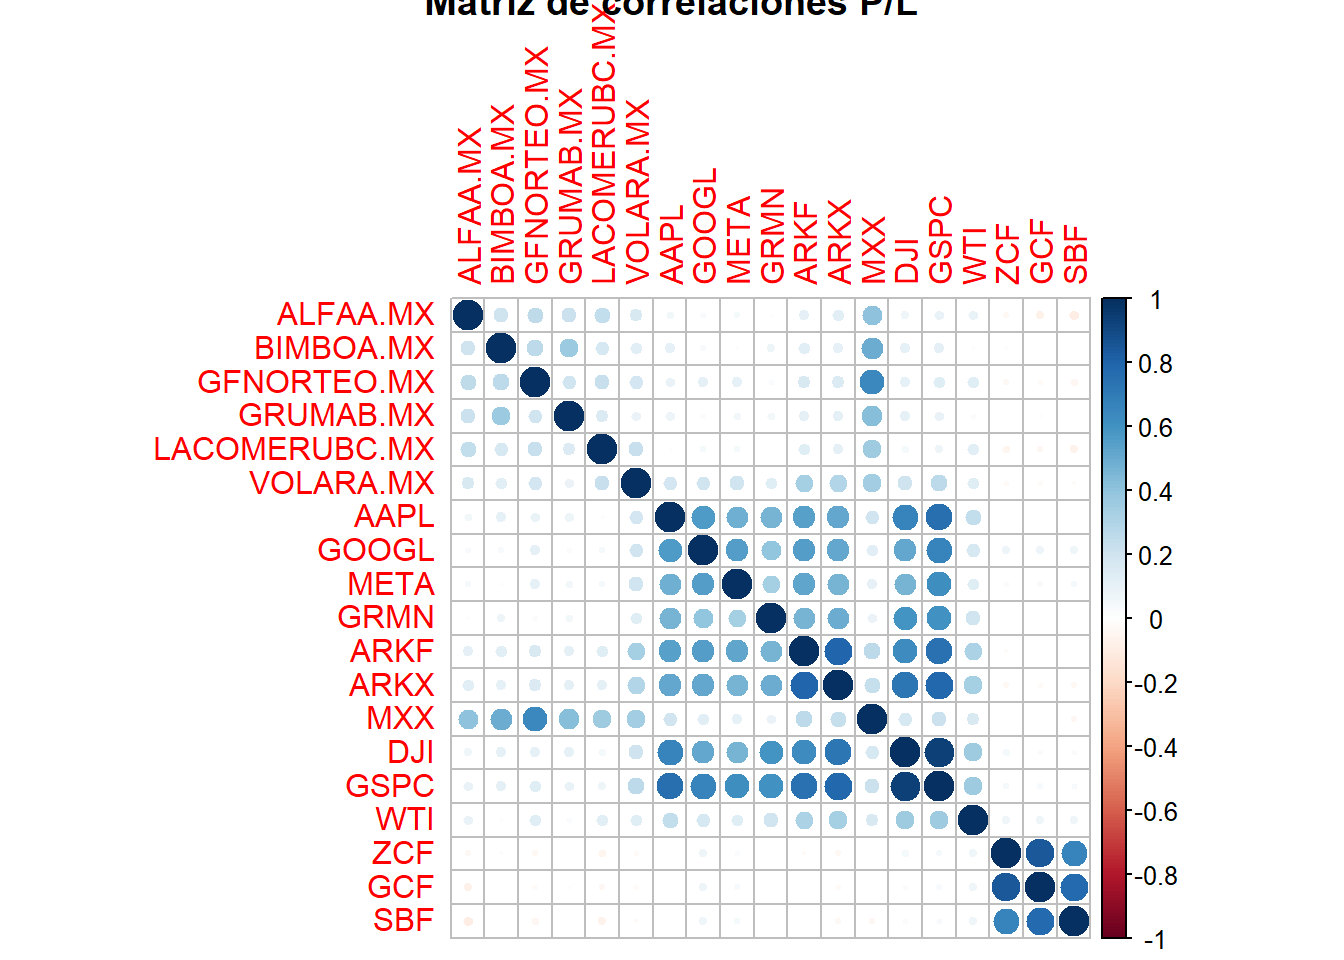 Matriz de correlaciones P/L
ALFAA.MX
BIMBOA.MX
GFNORTEO.MX
GRUMAB.MX
LACOMERUBC.MX
VOLARA.MX
AAPL
GOOGL
META
GRMN
ARKF
ARKX
MXX
DJI
GSPC
WTI
ZCF
GCF
SBF
ALFAA.MX
BIMBOA.MX
GFNORTEO.MX
GRUMAB.MX
LACOMERUBC.MX
VOLARA.MX
AAPL
GOOGL
META
GRMN
ARKF
ARKX
MXX
DJI
GSPC
WTI
ZCF
GCF
SBF
1
0.8
0.6
0.4
0.2
0
-0.2
-0.4
-0.6
-0.8
-1